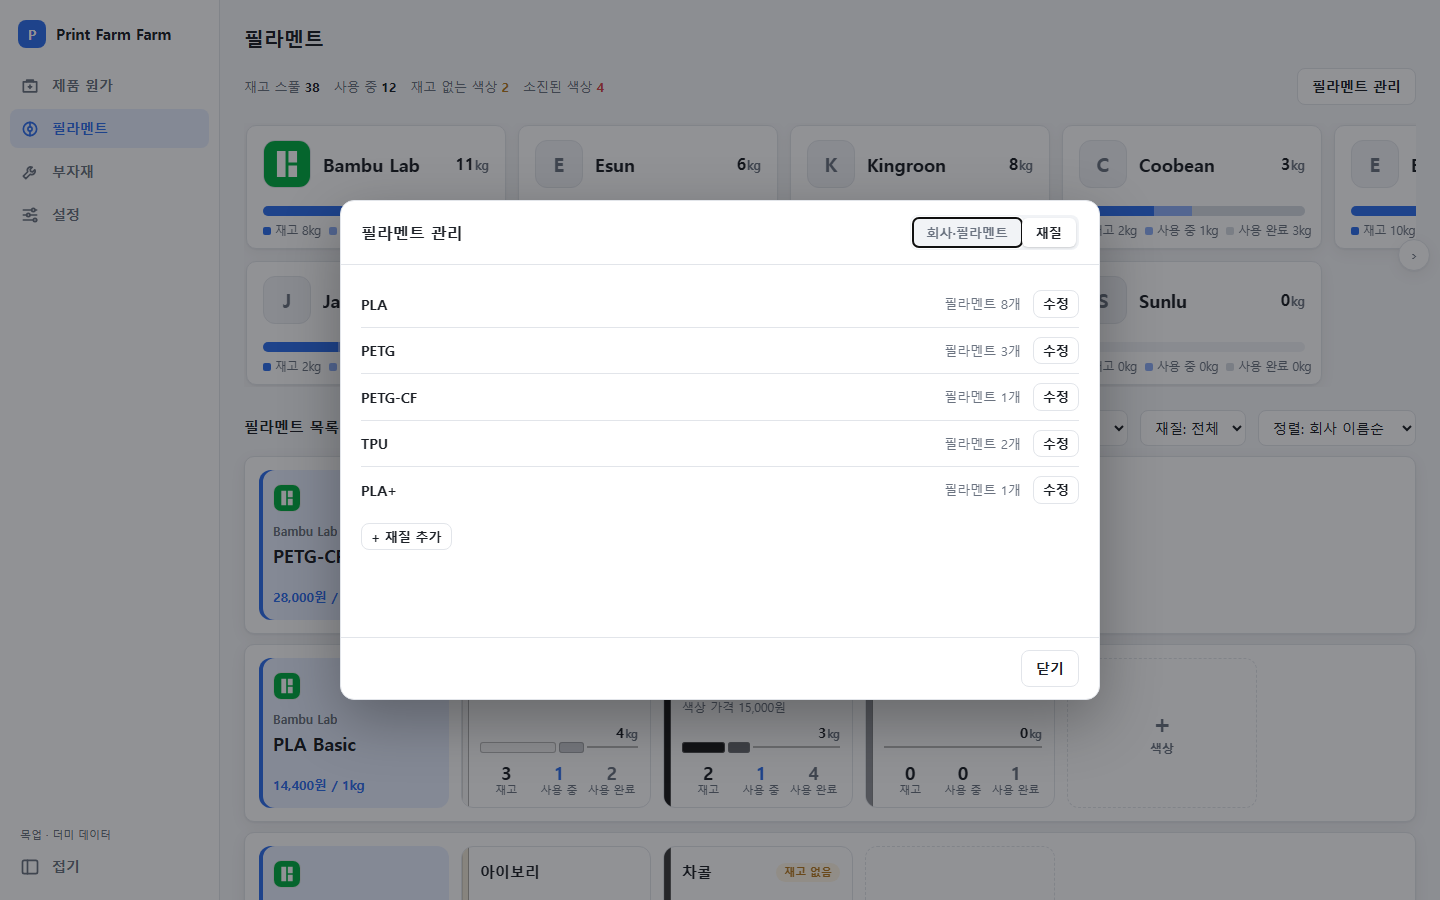 P Print Farm Farm
제품 원가
필라멘트
부자재
설정
목업 · 더미 데이터
접기
필라멘트
재고 스풀 38 사용 중 12 재고 없는 색상 2 소진된 색상 4
필라멘트 관리
Bambu Lab 11kg
재고 8kg
E Esun 6kg
K Kingroon 8kg
C Coobean 3kg
2kg 사용 중 1kg 사용 완료 3kg
E
재고 10kg
›
J Ja
재고 2kg
S Sunlu 0kg
고 0kg 사용 중 0kg 사용 완료 0kg
필라멘트 관리
회사·필라멘트 재질
PLA 필라멘트 8개 수정
PETG 필라멘트 3개 수정
PETG-CF 필라멘트 1개 수정
TPU 필라멘트 2개 수정
PLA+ 필라멘트 1개 수정
+ 재질 추가
닫기
필라멘트 목록
재질: 전체 정렬: 회사 이름순
Bambu Lab
PETG-CF
28,000원 /
Bambu Lab
PLA Basic
14,400원 / 1kg
4kg
3 1 2
재고 사용 중 사용 완료
색상 가격 15,000원
3kg
2 1 4
재고 사용 중 사용 완료
0kg
0 0 1
재고 사용 중 사용 완료
+
색상
아이보리
차콜 재고 없음